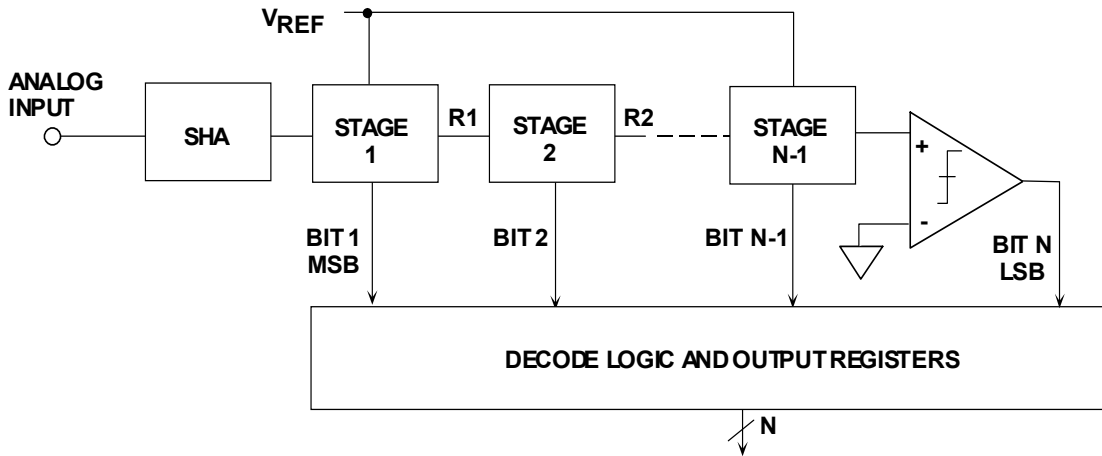 V_REF
ANALOG
INPUT
SHA
STAGE
1
R1
STAGE
2
R2
STAGE
N-1
+
-
BIT 1
MSB
BIT 2
BIT N-1
BIT N
LSB
DECODE LOGIC AND OUTPUT REGISTERS
N